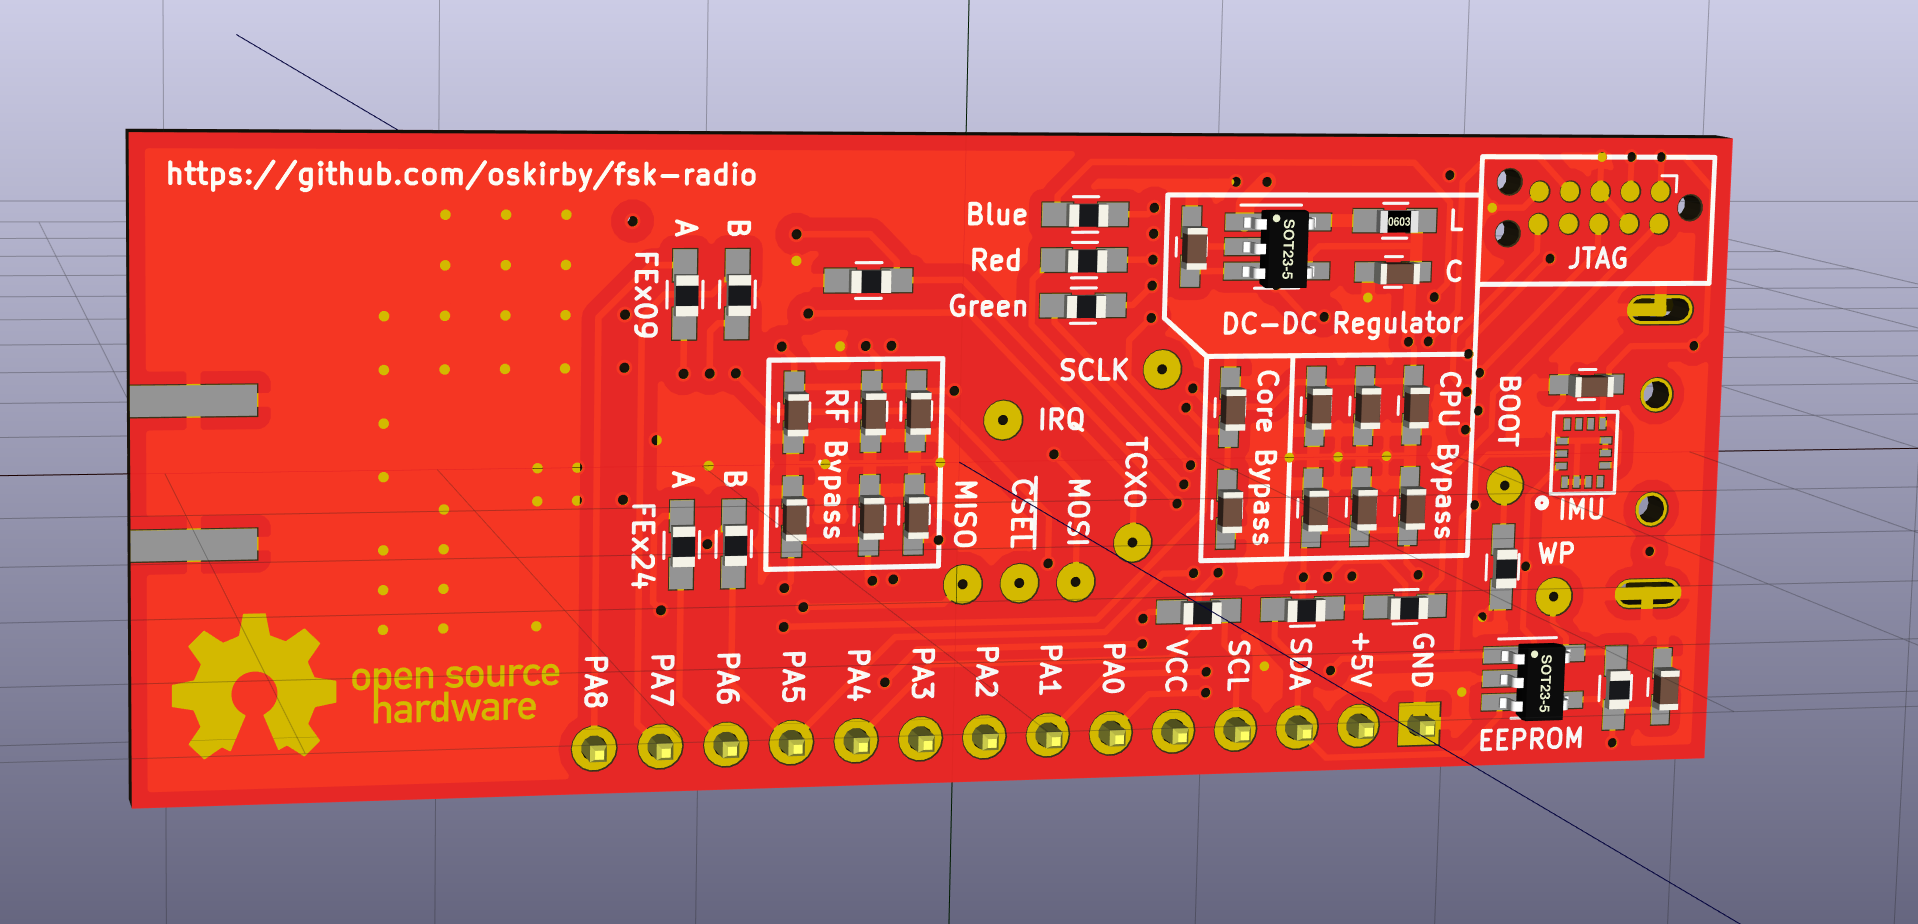 https://github.com/oskirby/fsk-radio
Blue
Red
Green
A
B
FEx09
SOT23-5
0603
L
C
DC-DC Regulator
JTAG
SCLK
IRQ
RF Bypass
Core Bypass
CPU Bypass
BOOT
IMU
WP
A
B
FEx24
MISO
CSEL
MOSI
TCXO
open source
hardware
PA8
PA7
PA6
PA5
PA4
PA3
PA2
PA1
PA0
VCC
SCL
SDA
+5V
GND
SOT23-5
EEPROM